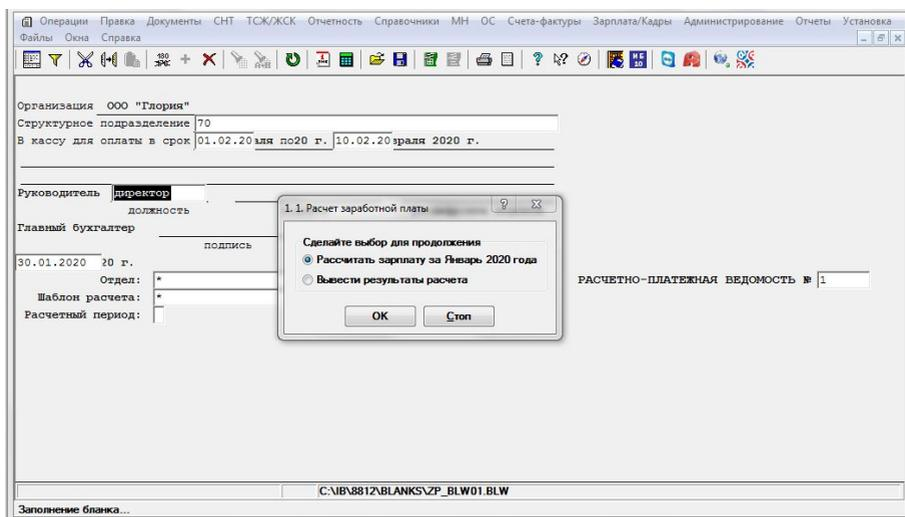 Операции Правка Документы СНТ ТСЖ/ЖСК Отчетность Справочники МН ОС Счета-фактуры Зарплата/Кадры Администрирование Отчеты Установка
Файлы Окна Справка
Организация ООО "Глория"
Структурное подразделение 70
В кассу для оплаты в срок 01.02.20 аля по20 г. 10.02.20 враля 2020 г.
Руководитель директор
должность
Главный бухгалтер
подпись
30.01.2020 20 г.
Отдел: *
Шаблон расчета: *
Расчетный период:
1. 1. Расчет заработной платы
Сделайте выбор для продолжения
Рассчитать зарплату за Январь 2020 года
Вывести результаты расчета
OK Стоп
РАСЧЕТНО-ПЛАТЕЖНАЯ ВЕДОМОСТЬ № 1
C:\IB\8812\BLANKS\ZP_BLW01.BLW
Заполнение бланка...